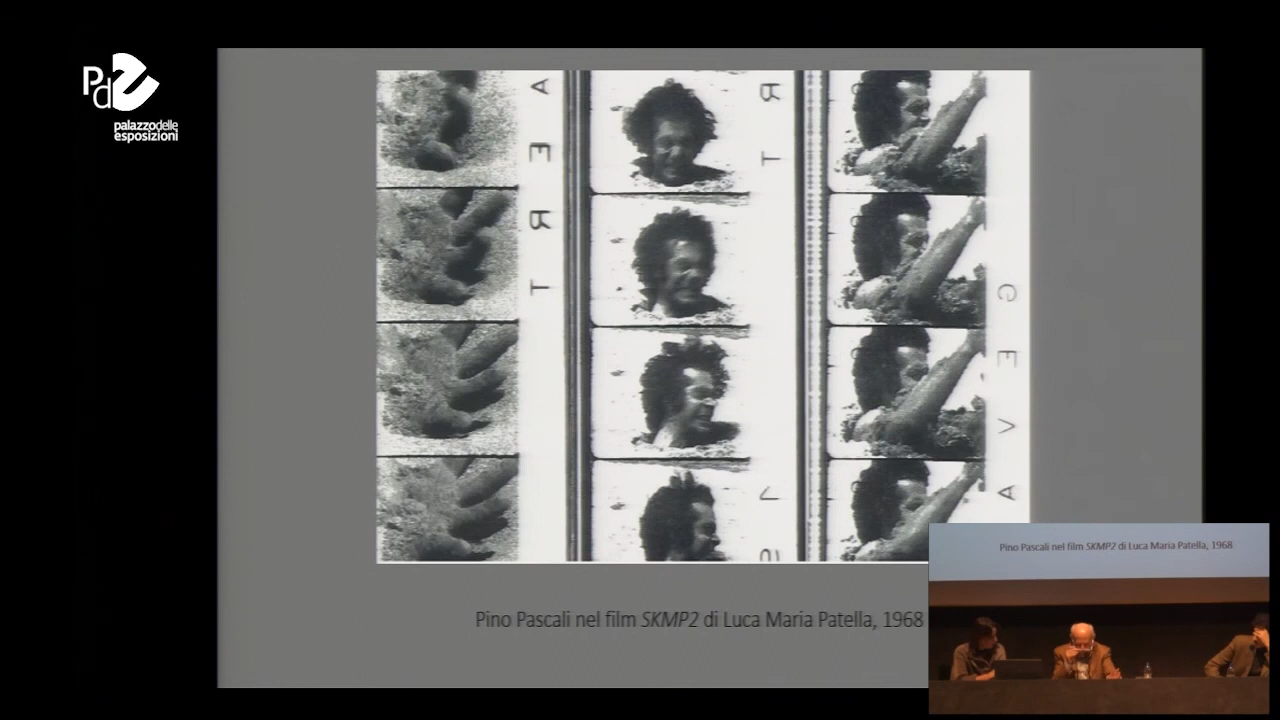 Pde
palazzodelle
esposizioni
Pino Pascali nel film SKMP2 di Luca Maria Patella, 1968
Pino Pascali nel film SKMP2 di Luca Maria Patella, 1968